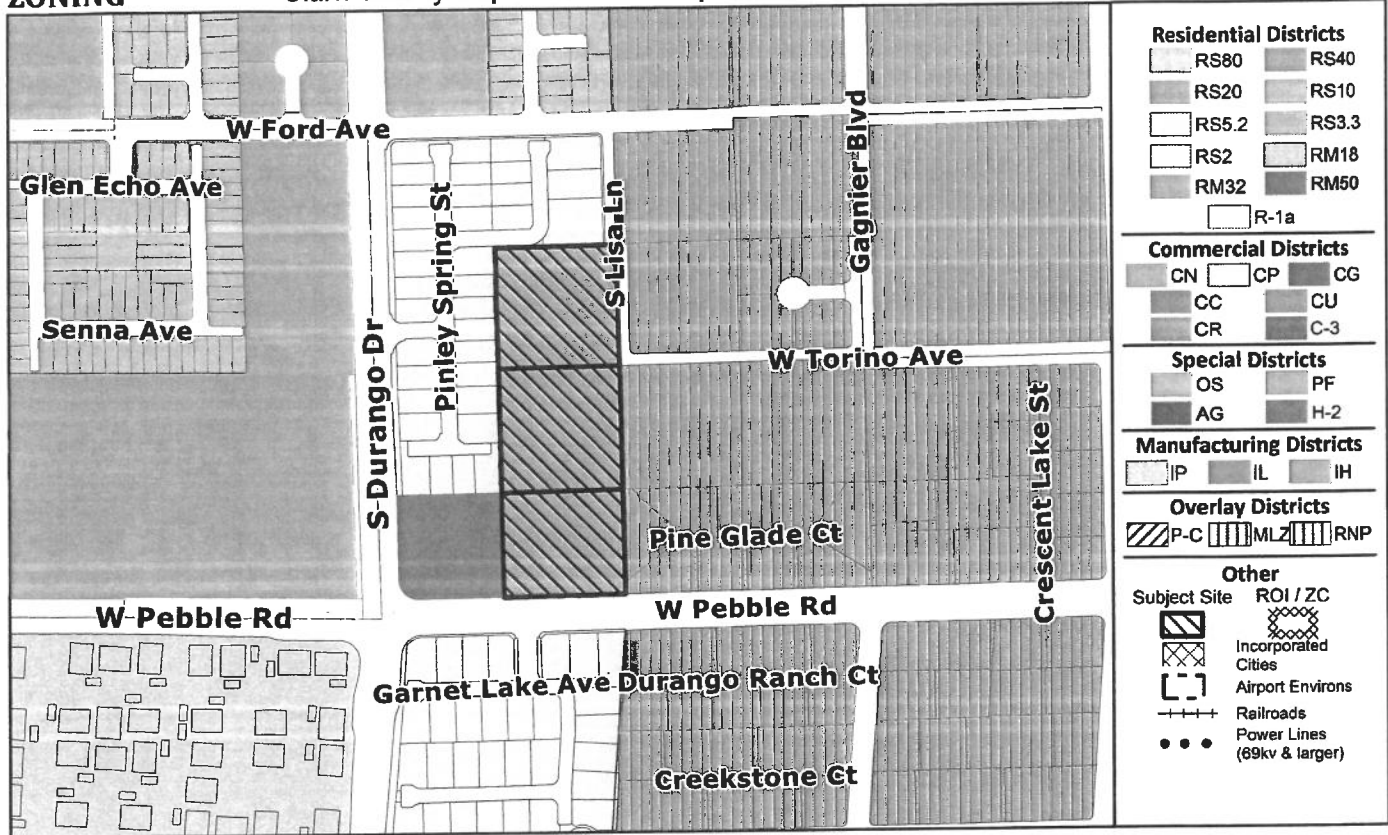 ZONING
W Ford Ave
Glen Echo Ave
Senna Ave
S Durango Dr
Pinley Spring St
S Lisa Ln
Gagnier Blvd
W Torino Ave
Crescent Lake St
Pine Glade Ct
W Pebble Rd
W Pebble Rd
Garnet Lake Ave
Durango Ranch Ct
Creekstone Ct
Residential Districts
RS80 RS40
RS20 RS10
RS5.2 RS3.3
RS2 RM18
RM32 RM50
R-1a
Commercial Districts
CN CP CG
CC CU
CR C-3
Special Districts
OS PF
AG H-2
Manufacturing Districts
IP IL IH
Overlay Districts
P-C MLZ RNP
Other
Subject Site ROI / ZC
Incorporated
Cities
Airport Environs
Railroads
Power Lines
(69kv & larger)